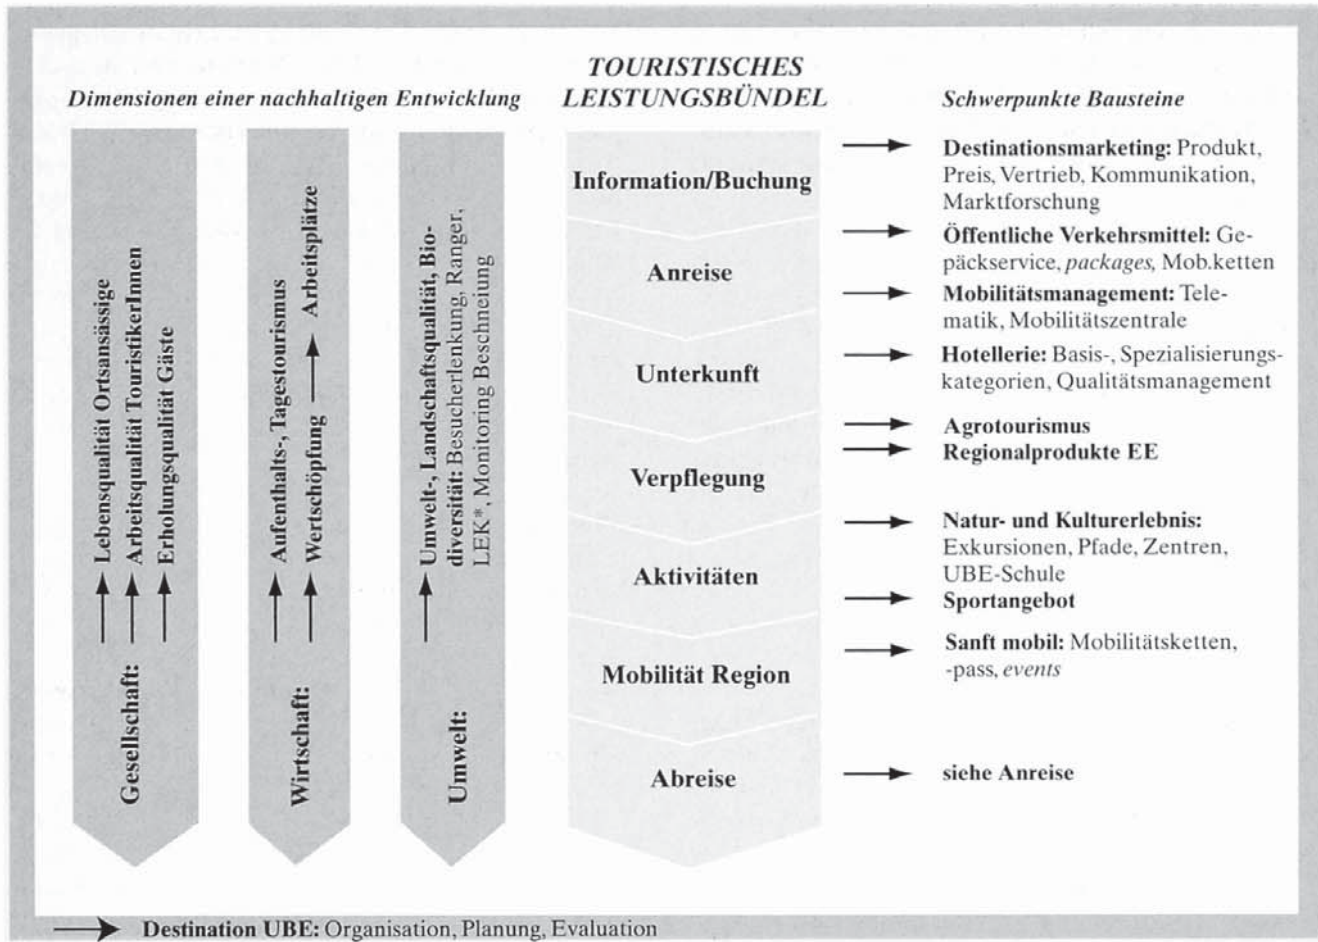 Dimensionen einer nachhaltigen Entwicklung
Gesellschaft:
Lebensqualität Ortsansässige
Arbeitsqualität TouristikerInnen
Erholungsqualität Gäste
Wirtschaft:
Aufenthalts-, Tagestourismus
Wertschöpfung
Arbeitsplätze
Umwelt:
Umwelt-, Landschaftsqualität, Bio-
diversität: Besucherlenkung, Ranger,
LEK*, Monitoring Beschneiung
TOURISTISCHES
LEISTUNGSBÜNDEL
Information/Buchung
Anreise
Unterkunft
Verpflegung
Aktivitäten
Mobilität Region
Abreise
Schwerpunkte Bausteine
Destinationsmarketing: Produkt,
Preis, Vertrieb, Kommunikation,
Marktforschung
Öffentliche Verkehrsmittel: Ge-
päckservice, packages, Mob.ketten
Mobilitätsmanagement: Tele-
matik, Mobilitätszentrale
Hotellerie: Basis-, Spezialisierungs-
kategorien, Qualitätsmanagement
Agrotourismus
Regionalprodukte EE
Natur- und Kulturerlebnis:
Exkursionen, Pfade, Zentren,
UBE-Schule
Sportangebot
Sanft mobil: Mobilitätsketten,
-pass, events
siehe Anreise
Destination UBE: Organisation, Planung, Evaluation